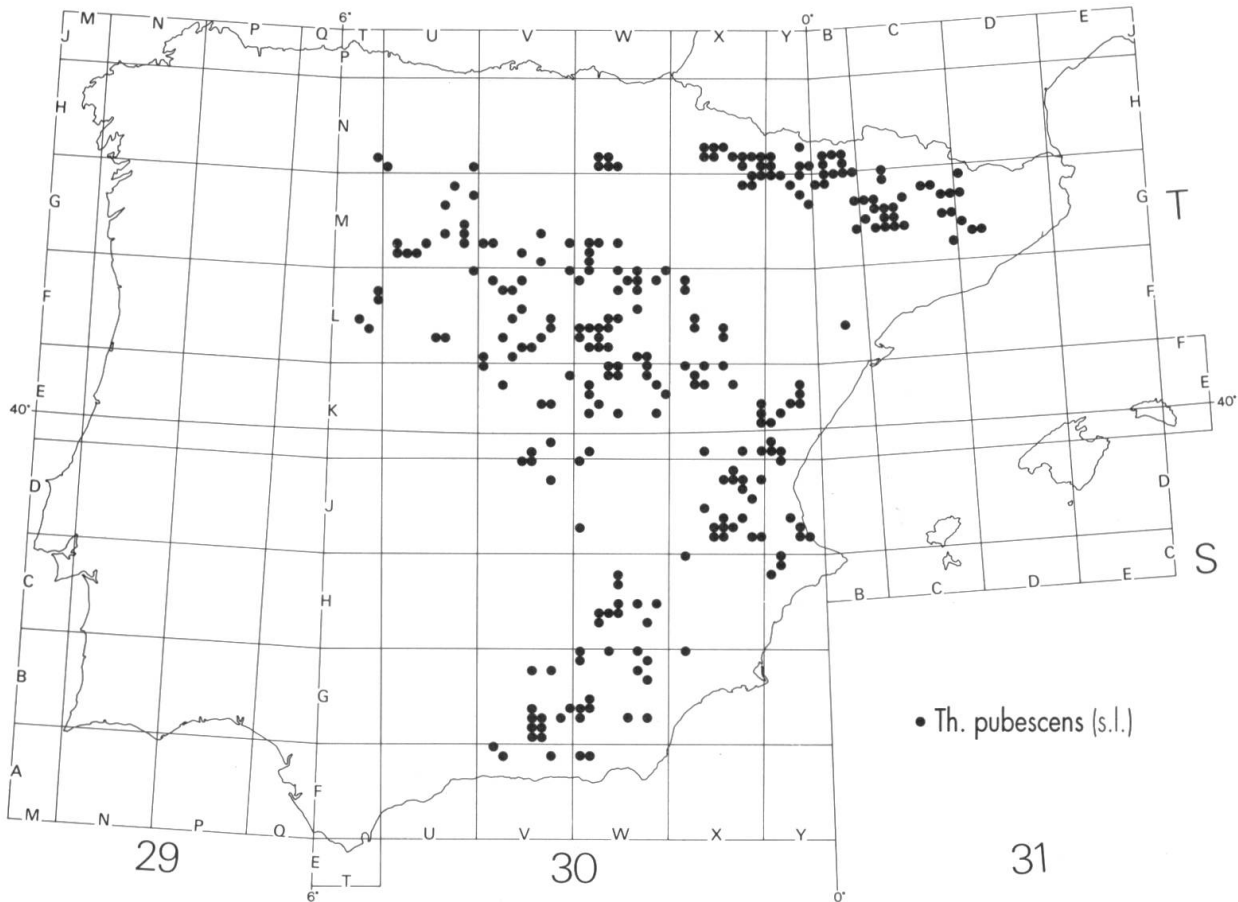 M N P Q T U V W X Y B C D E
6° 0°
J P J
H H
N
G G T
M
F F
L
F
E E
40° K 40°
D D
J
C C S
H B C D E
B
G
• Th. pubescens (s.l.)
A
F
M N P Q U V W X Y
29 E 30 31
T
6° 0°